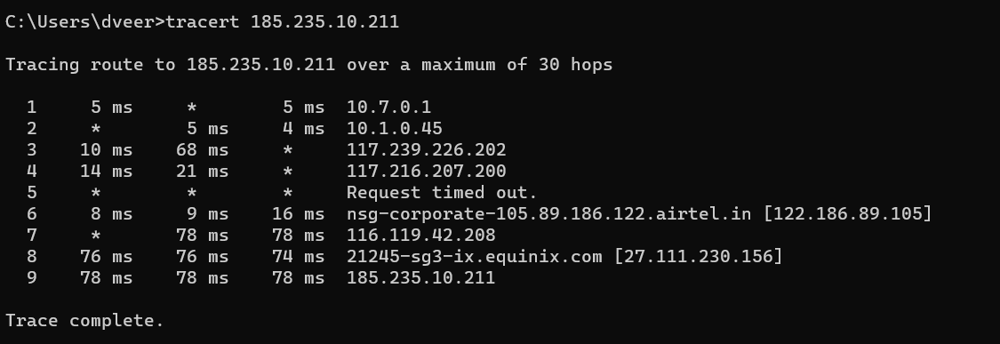 C:\Users\dveer>tracert 185.235.10.211
Tracing route to 185.235.10.211 over a maximum of 30 hops
1 5 ms * 5 ms 10.7.0.1
2 * 5 ms 4 ms 10.1.0.45
3 10 ms 68 ms * 117.239.226.202
4 14 ms 21 ms * 117.216.207.200
5 * * * Request timed out.
6 8 ms 9 ms 16 ms nsg-corporate-105.89.186.122.airtel.in [122.186.89.105]
7 * 78 ms 78 ms 116.119.42.208
8 76 ms 76 ms 74 ms 21245-sg3-ix.equinix.com [27.111.230.156]
9 78 ms 78 ms 78 ms 185.235.10.211
Trace complete.